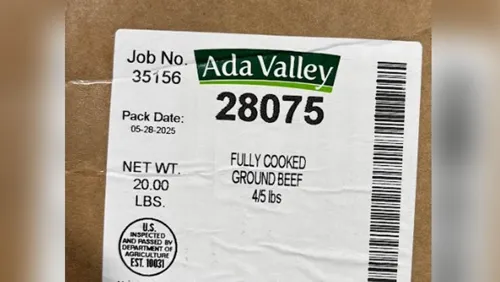 Job No.
35156
Ada Valley
28075
Pack Date:
05-28-2025
NET WT.
20.00
LBS.
FULLY COOKED
GROUND BEEF
4/5 lbs
U.S.
INSPECTED
AND PASSED BY
DEPARTMENT OF
AGRICULTURE
EST. 10031